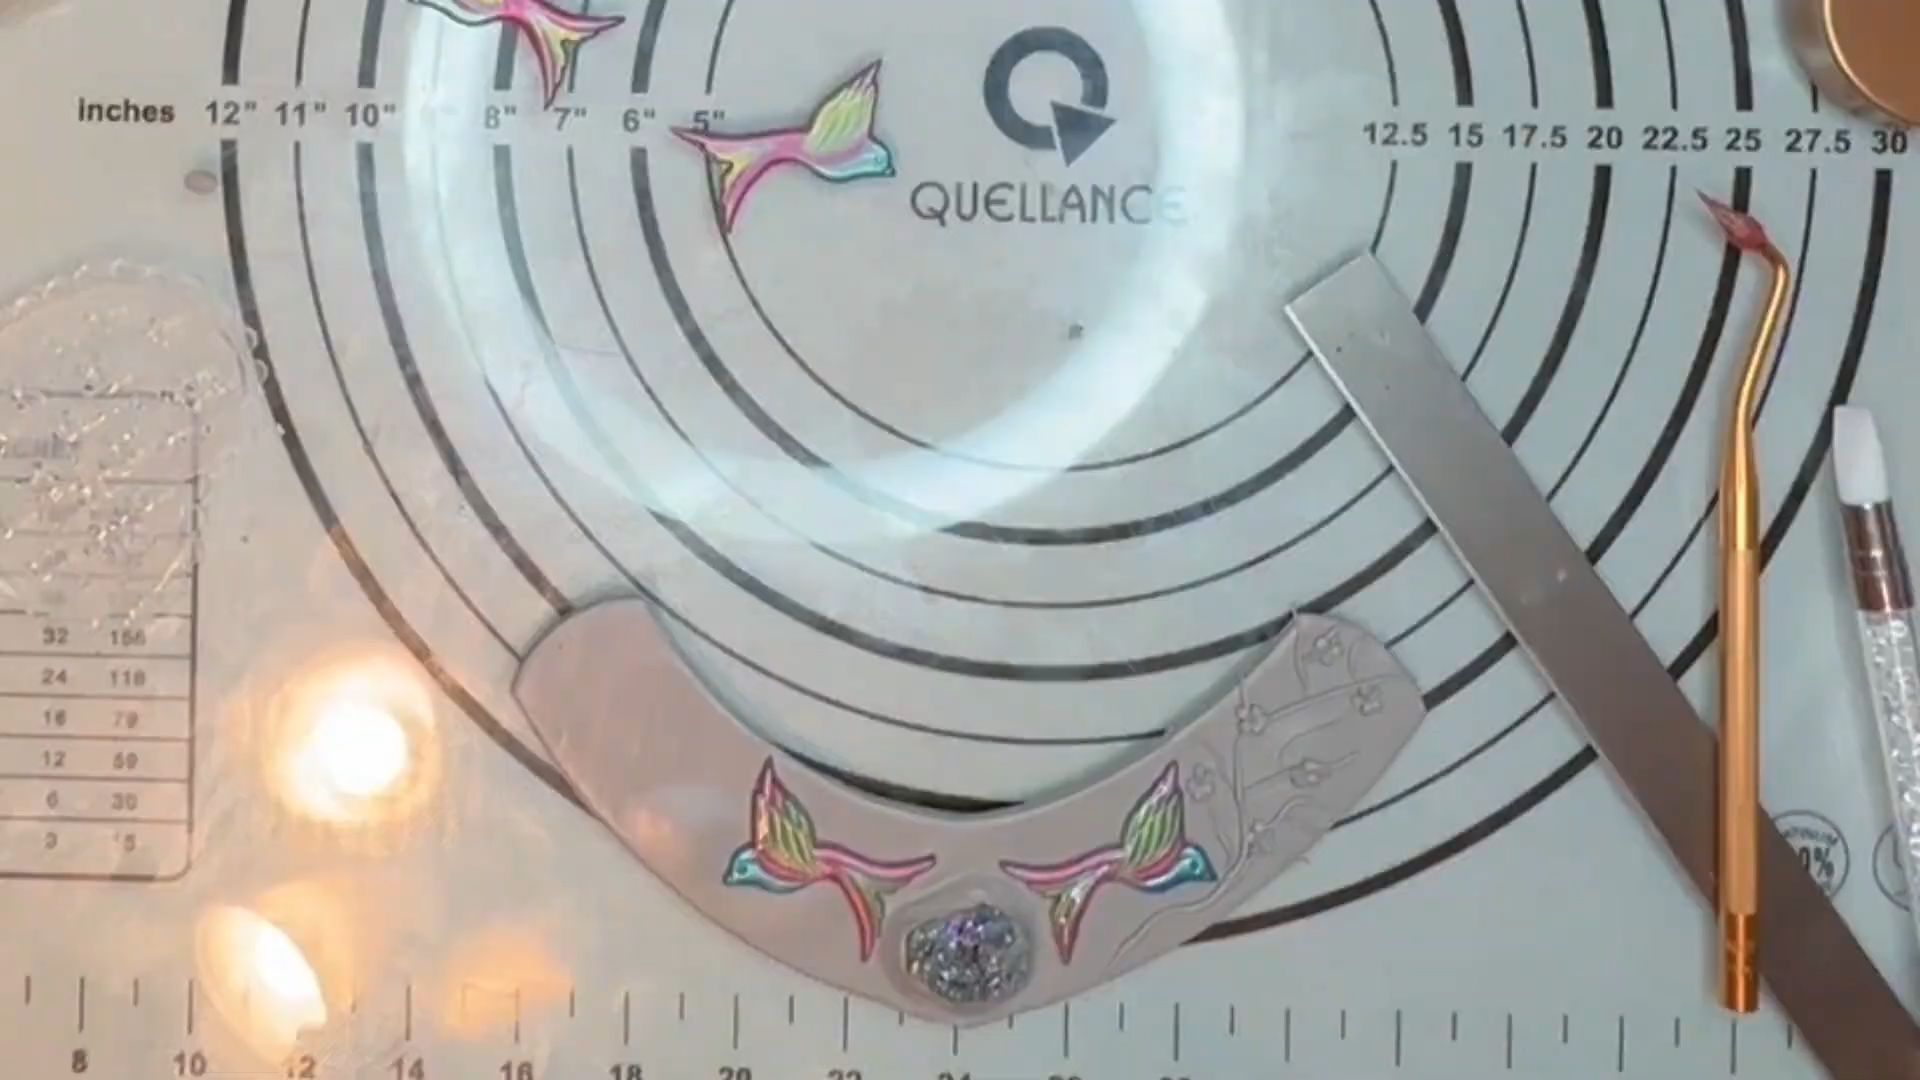 inches 12" 11" 10" 8" 7" 6" 5"
12.5 15 17.5 20 22.5 25 27.5 30
QUELLANCE
32 156
24 118
16 79
12 59
6 30
3 15
%
8 10 12 14 16 18 20 22 24